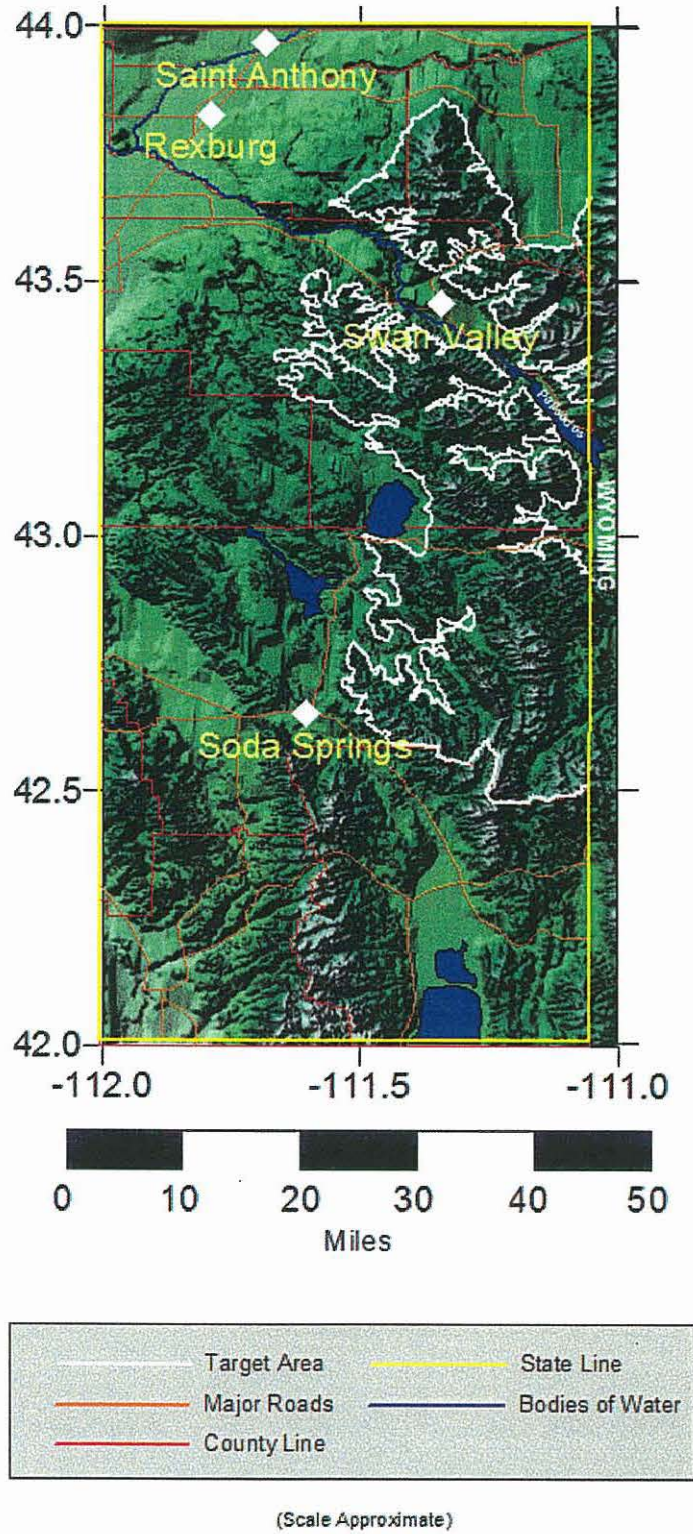 44.0
Saint Anthony
Rexburg
43.5
Swan Valley
Palisades
WYOMING
43.0
Soda Springs
42.5
42.0
-112.0 -111.5 -111.0
0 10 20 30 40 50
Miles
Target Area State Line
Major Roads Bodies of Water
County Line
(Scale Approximate)